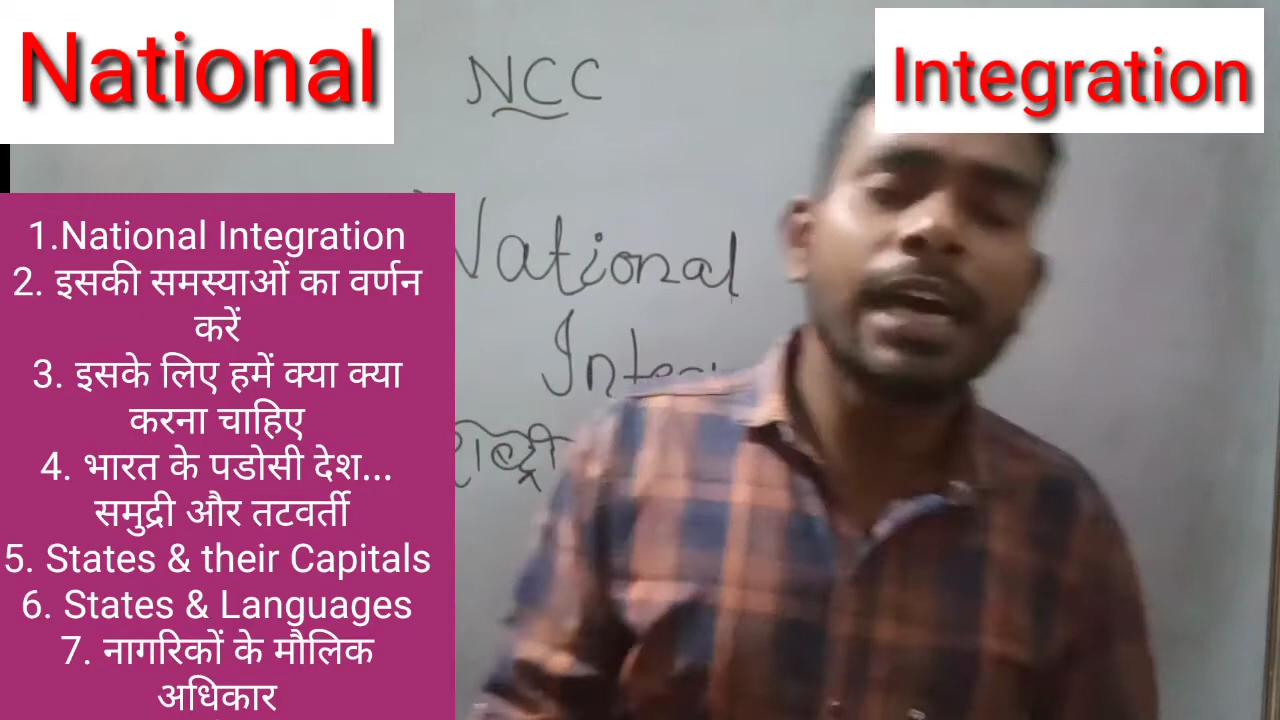 National
Integration
NCC
National
1.National Integration
2. इसकी समस्याओं का वर्णन
करें
3. इसके लिए हमें क्या क्या
करना चाहिए
4. भारत के पडोसी देश...
समुद्री और तटवर्ती
5. States & their Capitals
6. States & Languages
7. नागरिकों के मौलिक
अधिकार